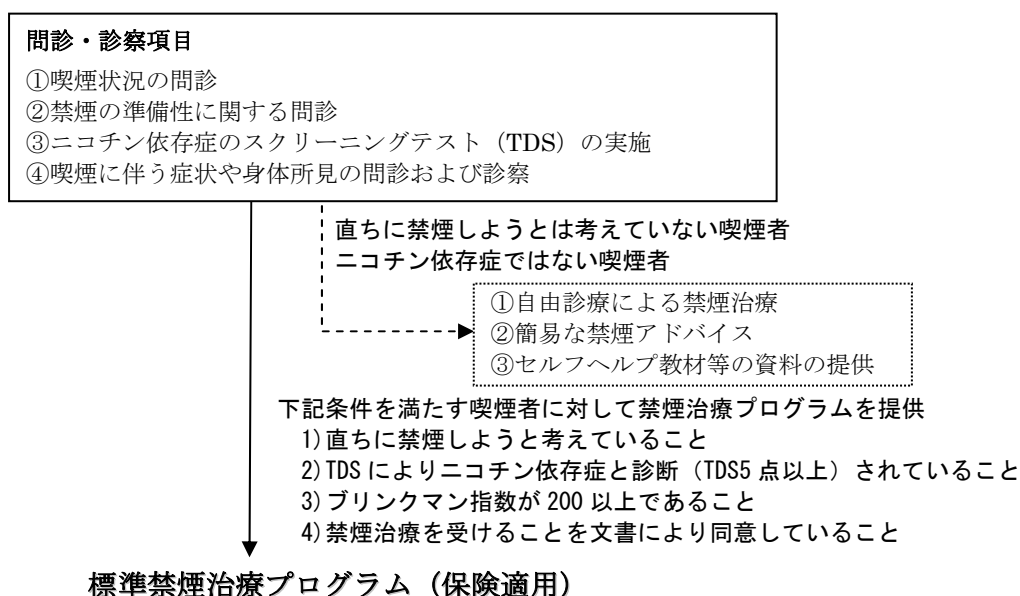 問診・診察項目
①喫煙状況の問診
②禁煙の準備性に関する問診
③ニコチン依存症のスクリーニングテスト（TDS）の実施
④喫煙に伴う症状や身体所見の問診および診察
直ちに禁煙しようとは考えていない喫煙者
ニコチン依存症ではない喫煙者
①自由診療による禁煙治療
②簡易な禁煙アドバイス
③セルフヘルプ教材等の資料の提供
下記条件を満たす喫煙者に対して禁煙治療プログラムを提供
1)直ちに禁煙しようと考えていること
2)TDSによりニコチン依存症と診断（TDS5点以上）されていること
3)ブリンクマン指数が200以上であること
4)禁煙治療を受けることを文書により同意していること
標準禁煙治療プログラム（保険適用）